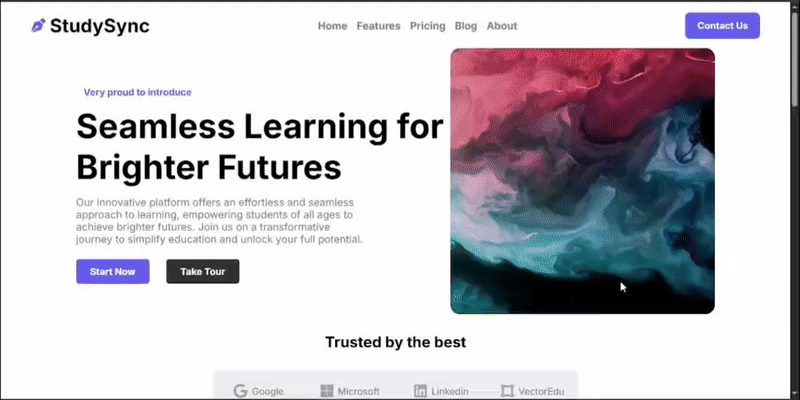 StudySync
Home Features Pricing Blog About
Contact Us
Very proud to introduce
Seamless Learning for
Brighter Futures
Our innovative platform offers an effortless and seamless
approach to learning, empowering students of all ages to
achieve brighter futures. Join us on a transformative
journey to simplify education and unlock your full potential.
Start Now
Take Tour
Trusted by the best
Google Microsoft Linkedin VectorEdu